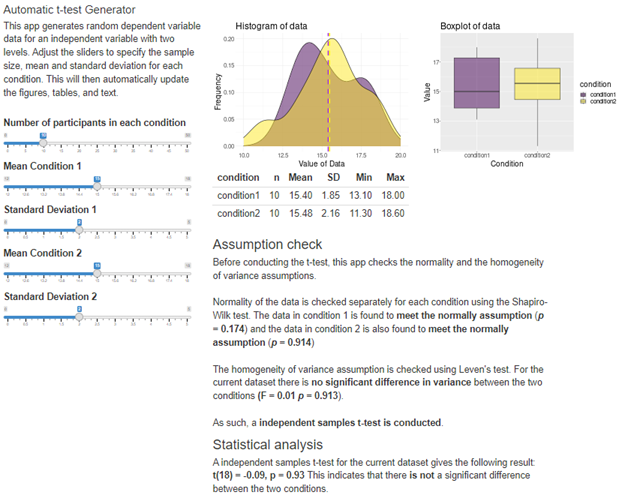 Automatic t-test Generator
This app generates random dependent variable
data for an independent variable with two
levels. Adjust the sliders to specify the sample
size, mean and standard deviation for each
condition. This will then automatically update
the figures, tables, and text.
Number of participants in each condition
Mean Condition 1
Standard Deviation 1
Mean Condition 2
Standard Deviation 2
Histogram of data
Frequency
0.20
0.15
0.10
0.05
0.00
10.0 12.5 15.0 17.5 20.0
Value of Data
Boxplot of data
Value
17
15
13
11
condition1 condition2
Condition
condition
condition1
condition2
condition n Mean SD Min Max
condition1 10 15.40 1.85 13.10 18.00
condition2 10 15.48 2.16 11.30 18.60
Assumption check
Before conducting the t-test, this app checks the normality and the homogeneity
of variance assumptions.
Normality of the data is checked separately for each condition using the Shapiro-
Wilk test. The data in condition 1 is found to meet the normally assumption (p
= 0.174) and the data in condition 2 is also found to meet the normally
assumption (p = 0.914)
The homogeneity of variance assumption is checked using Leven's test. For the
current dataset there is no significant difference in variance between the two
conditions (F = 0.01 p = 0.913).
As such, a independent samples t-test is conducted.
Statistical analysis
A independent samples t-test for the current dataset gives the following result:
t(18) = -0.09, p = 0.93 This indicates that there is not a significant difference
between the two conditions.